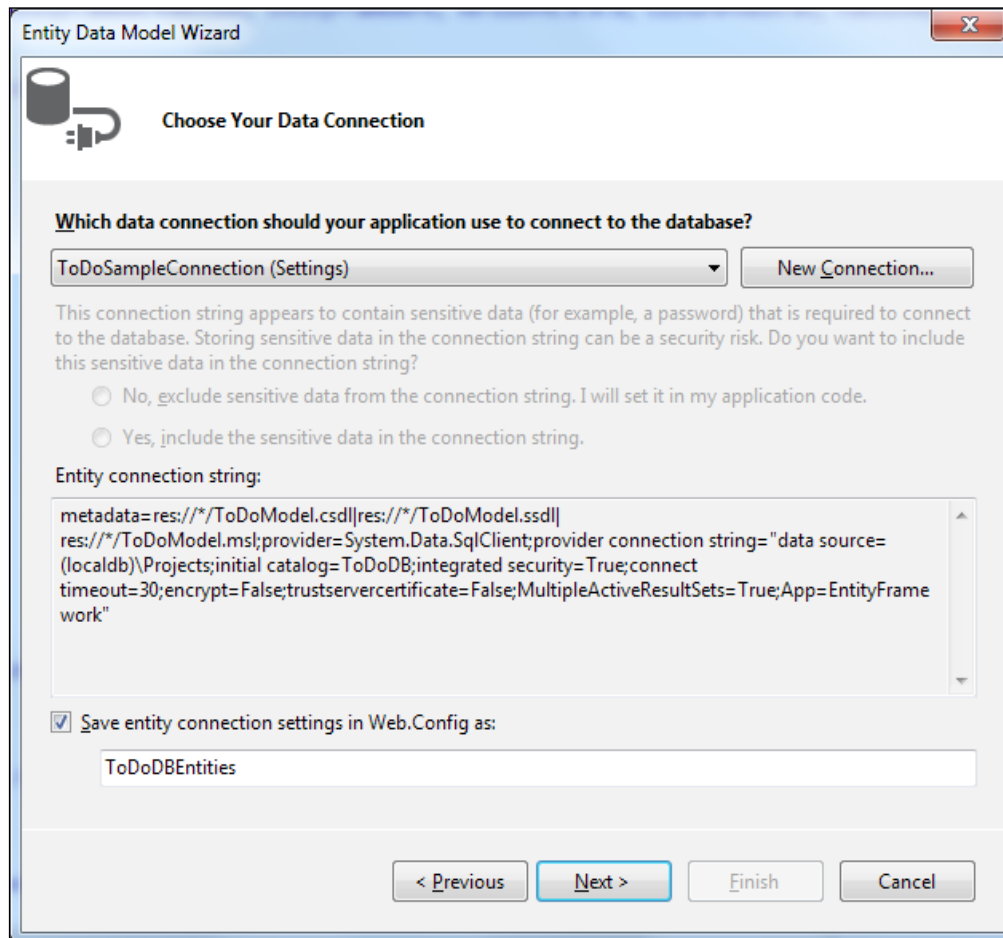 Entity Data Model Wizard
X
Choose Your Data Connection
Which data connection should your application use to connect to the database?
ToDoSampleConnection (Settings)
New Connection...
This connection string appears to contain sensitive data (for example, a password) that is required to connect
to the database. Storing sensitive data in the connection string can be a security risk. Do you want to include
this sensitive data in the connection string?
No, exclude sensitive data from the connection string. I will set it in my application code.
Yes, include the sensitive data in the connection string.
Entity connection string:
metadata=res://*/ToDoModel.csdl|res://*/ToDoModel.ssdl|
res://*/ToDoModel.msl;provider=System.Data.SqlClient;provider connection string="data source=
(localdb)\Projects;initial catalog=ToDoDB;integrated security=True;connect
timeout=30;encrypt=False;trustservercertificate=False;MultipleActiveResultSets=True;App=EntityFrame
work"
Save entity connection settings in Web.Config as:
ToDoDBEntities
< Previous
Next >
Finish
Cancel